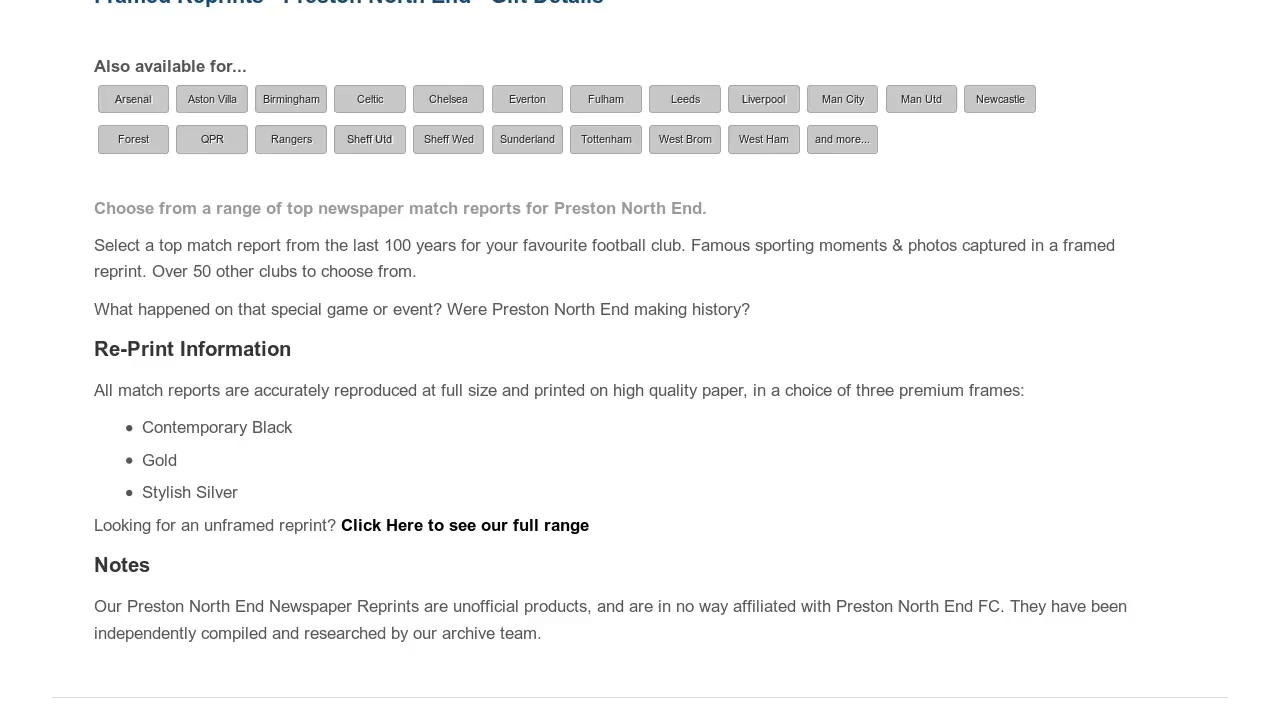 Framed Reprints - Preston North End - Gift Details
Also available for...
Arsenal Aston Villa Birmingham Celtic Chelsea Everton Fulham Leeds Liverpool Man City Man Utd Newcastle
Forest QPR Rangers Sheff Utd Sheff Wed Sunderland Tottenham West Brom West Ham and more...
Choose from a range of top newspaper match reports for Preston North End.
Select a top match report from the last 100 years for your favourite football club. Famous sporting moments & photos captured in a framed
reprint. Over 50 other clubs to choose from.
What happened on that special game or event? Were Preston North End making history?
Re-Print Information
All match reports are accurately reproduced at full size and printed on high quality paper, in a choice of three premium frames:
• Contemporary Black
• Gold
• Stylish Silver
Looking for an unframed reprint? Click Here to see our full range
Notes
Our Preston North End Newspaper Reprints are unofficial products, and are in no way affiliated with Preston North End FC. They have been
independently compiled and researched by our archive team.